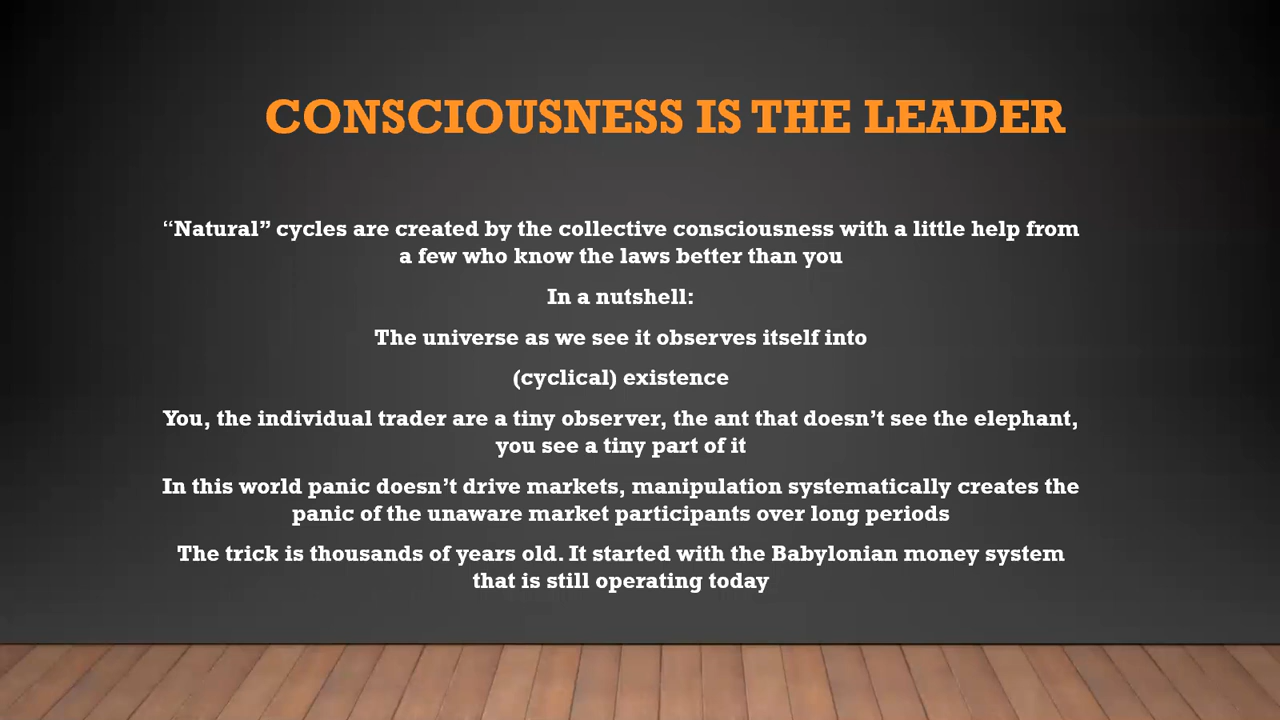 CONSCIOUSNESS IS THE LEADER
“Natural” cycles are created by the collective consciousness with a little help from
a few who know the laws better than you
In a nutshell:
The universe as we see it observes itself into
(cyclical) existence
You, the individual trader are a tiny observer, the ant that doesn’t see the elephant,
you see a tiny part of it
In this world panic doesn’t drive markets, manipulation systematically creates the
panic of the unaware market participants over long periods
The trick is thousands of years old. It started with the Babylonian money system
that is still operating today